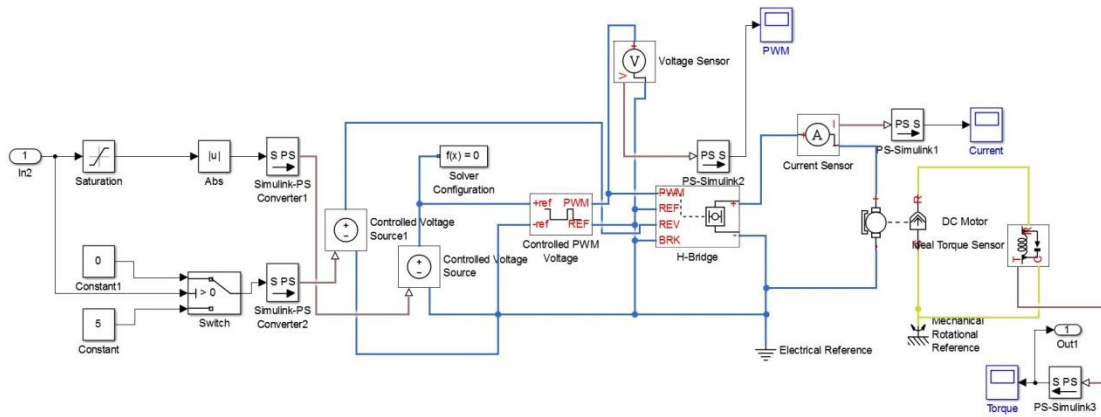 PWM
V
Voltage Sensor
V
1
In2
Saturation
|u|
Abs
S PS
Simulink-PS
Converter1
f(x) = 0
Solver
Configuration
PS S
PS-Simulink2
A
I
Current Sensor
PS S
PS-Simulink1
Current
Controlled Voltage
Source1
Controlled Voltage
Source
+ref PWM
-ref REF
Controlled PWM
Voltage
PWM
REF
REV
BRK
H-Bridge
R
DC Motor
Ideal Torque Sensor
R
T C
0
Constant1
> 0
Switch
5
Constant
S PS
Simulink-PS
Converter2
Electrical Reference
Mechanical
Rotational
Reference
1
Out1
Torque
S PS
PS-Simulink3